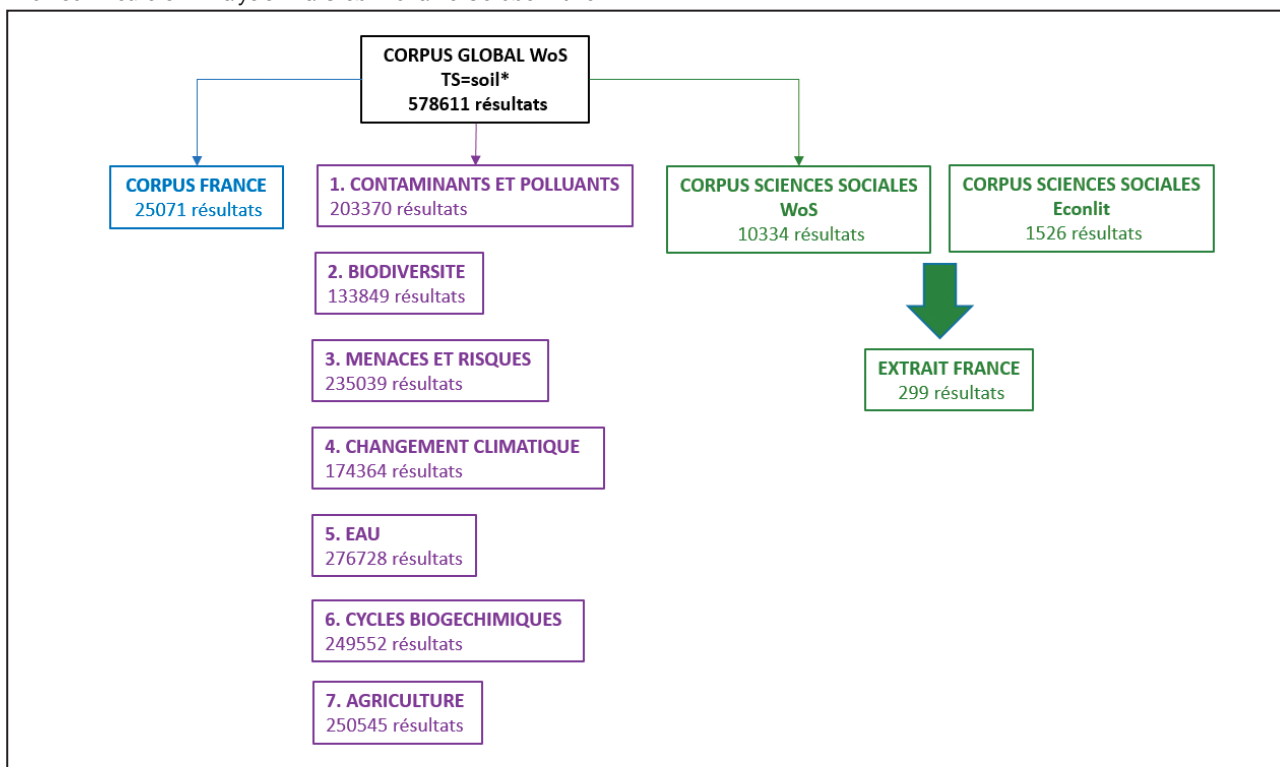 CORPUS GLOBAL WoS
TS=soil*
578611 résultats
CORPUS FRANCE
25071 résultats
1. CONTAMINANTS ET POLLUANTS
203370 résultats
2. BIODIVERSITE
133849 résultats
3. MENACES ET RISQUES
235039 résultats
4. CHANGEMENT CLIMATIQUE
174364 résultats
5. EAU
276728 résultats
6. CYCLES BIOGECHIMIQUES
249552 résultats
7. AGRICULTURE
250545 résultats
CORPUS SCIENCES SOCIALES
WoS
10334 résultats
CORPUS SCIENCES SOCIALES
Econlit
1526 résultats
EXTRAIT FRANCE
299 résultats